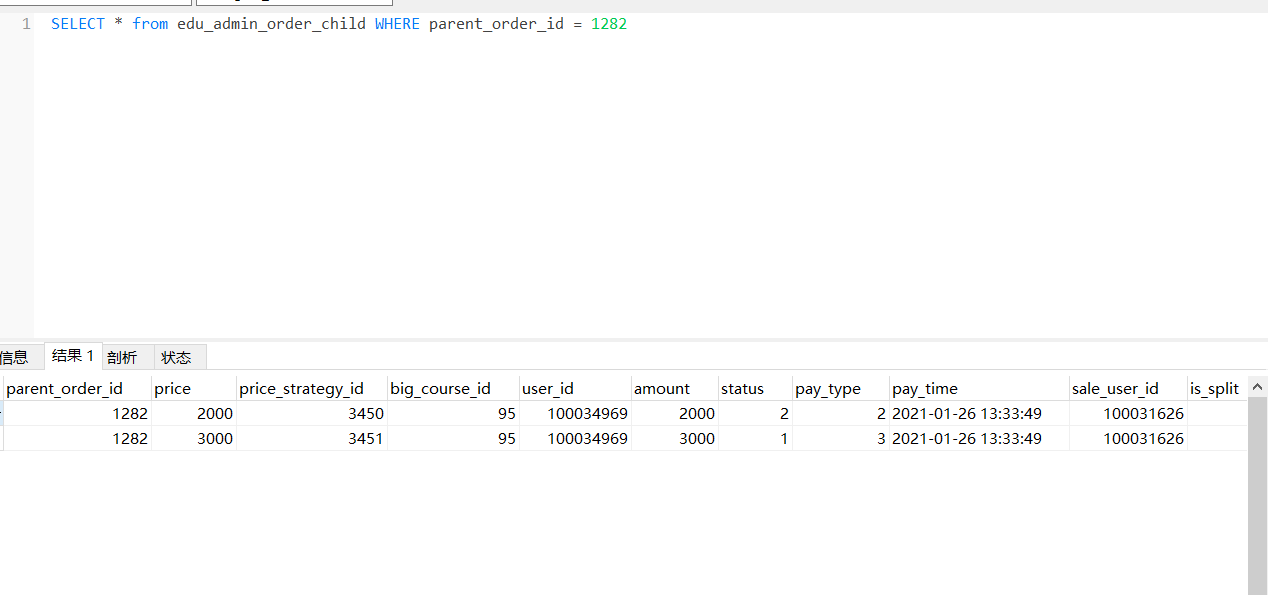 1 SELECT * from edu_admin_order_child WHERE parent_order_id = 1282
信息 结果 1 剖析 状态
parent_order_id price price_strategy_id big_course_id user_id amount status pay_type pay_time sale_user_id is_split
1282 2000 3450 95 100034969 2000 2 2 2021-01-26 13:33:49 100031626
1282 3000 3451 95 100034969 3000 1 3 2021-01-26 13:33:49 100031626